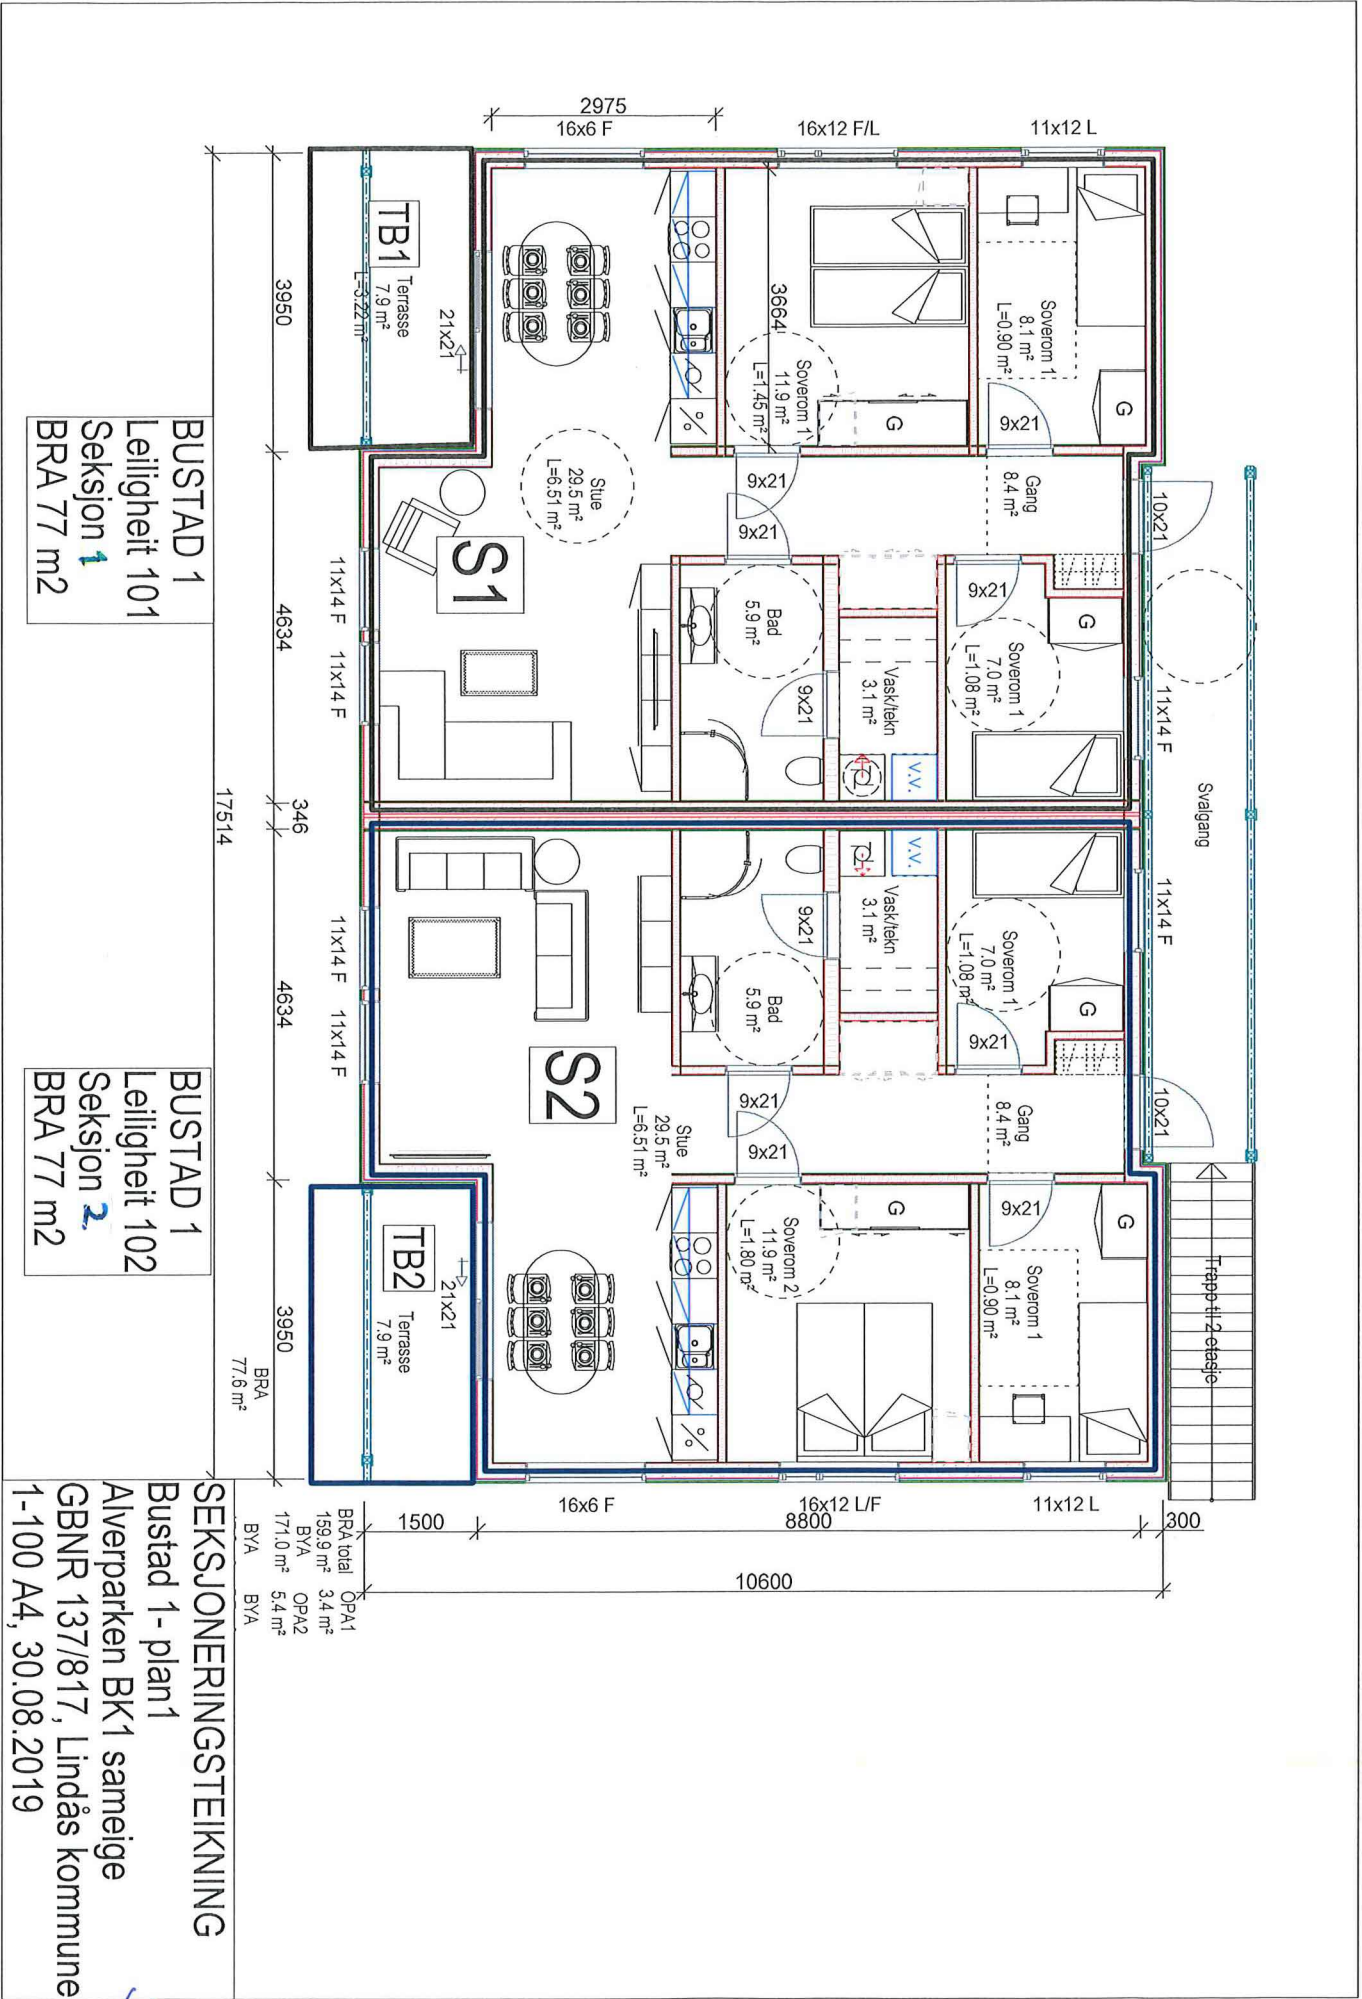 2975
16x6 F
16x12 F/L
11x12 L
TB1
Terrasse
7.9 m²
L=3.22 m²
21x21
3950
3664
Soverom 1
11.9 m²
L=1.45 m²
G
Soverom 1
8.1 m²
L=0.90 m²
G
9x21
Gang
8.4 m²
10x21
9x21
9x21
Stue
29.5 m²
L=6.51 m²
S1
Bad
5.9 m²
9x21
Vask/tekn
3.1 m²
V.V.
9x21
Soverom 1
7.0 m²
L=1.08 m²
G
11x14 F
11x14 F
11x14 F
4634
346
17514
Svalgang
11x14 F
V.V.
Vask/tekn
3.1 m²
9x21
Bad
5.9 m²
Soverom 1
7.0 m²
L=1.08 m²
G
9x21
10x21
11x14 F
11x14 F
4634
S2
Stue
29.5 m²
L=6.51 m²
9x21
9x21
Gang
8.4 m²
9x21
G
Soverom 2
11.9 m²
L=1.80 m²
G
Soverom 1
8.1 m²
L=0.90 m²
Trapp til 2 etasje
TB2
21x21
Terrasse
7.9 m²
3950
BRA
77.6 m²
16x6 F
16x12 L/F
11x12 L
1500
8800
300
10600
BRA total
159.9 m²
BYA
171.0 m²
BYA
OPA1
3.4 m²
OPA2
5.4 m²
BYA
BUSTAD 1
Leiligheit 101
Seksjon 1
BRA 77 m2
BUSTAD 1
Leiligheit 102
Seksjon 2
BRA 77 m2
SEKSJONERINGSTEIKNING
Bustad 1- plan1
Alverparken BK1 sameige
GBNR 137/817, Lindås kommune
1-100 A4, 30.08.2019